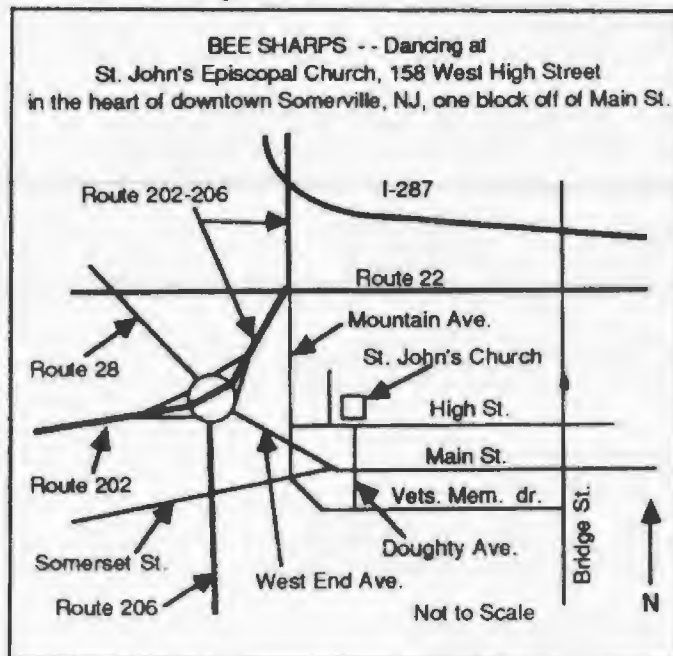 BEE SHARPS - - Dancing at
St. John's Episcopal Church, 158 West High Street
in the heart of downtown Somerville, NJ, one block off of Main St.
I-287
Route 202-206
Route 22
Mountain Ave.
St. John's Church
Route 28
High St.
Main St.
Route 202
Vets. Mem. dr.
Bridge St.
Doughty Ave.
Somerset St.
West End Ave.
Route 206
Not to Scale
N